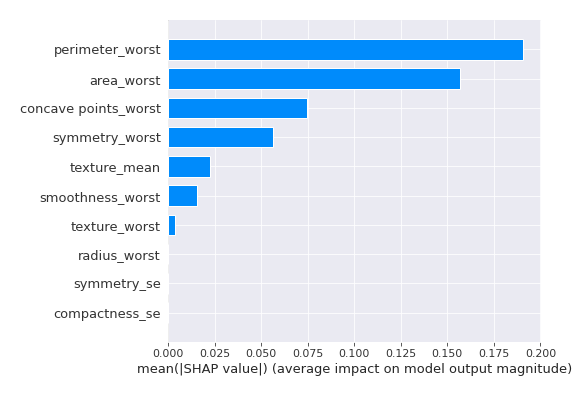 perimeter_worst
area_worst
concave points_worst
symmetry_worst
texture_mean
smoothness_worst
texture_worst
radius_worst
symmetry_se
compactness_se
0.000 0.025 0.050 0.075 0.100 0.125 0.150 0.175 0.200
mean(|SHAP value|) (average impact on model output magnitude)